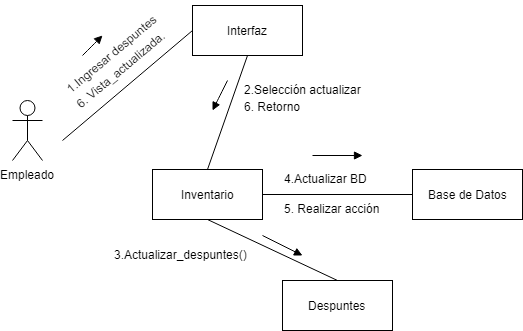 Interfaz
1.Ingresar despuntes
6. Vista_actualizada.
2.Selección actualizar
6. Retorno
Empleado
4.Actualizar BD
Inventario
Base de Datos
5. Realizar acción
3.Actualizar_despuntes()
Despuntes